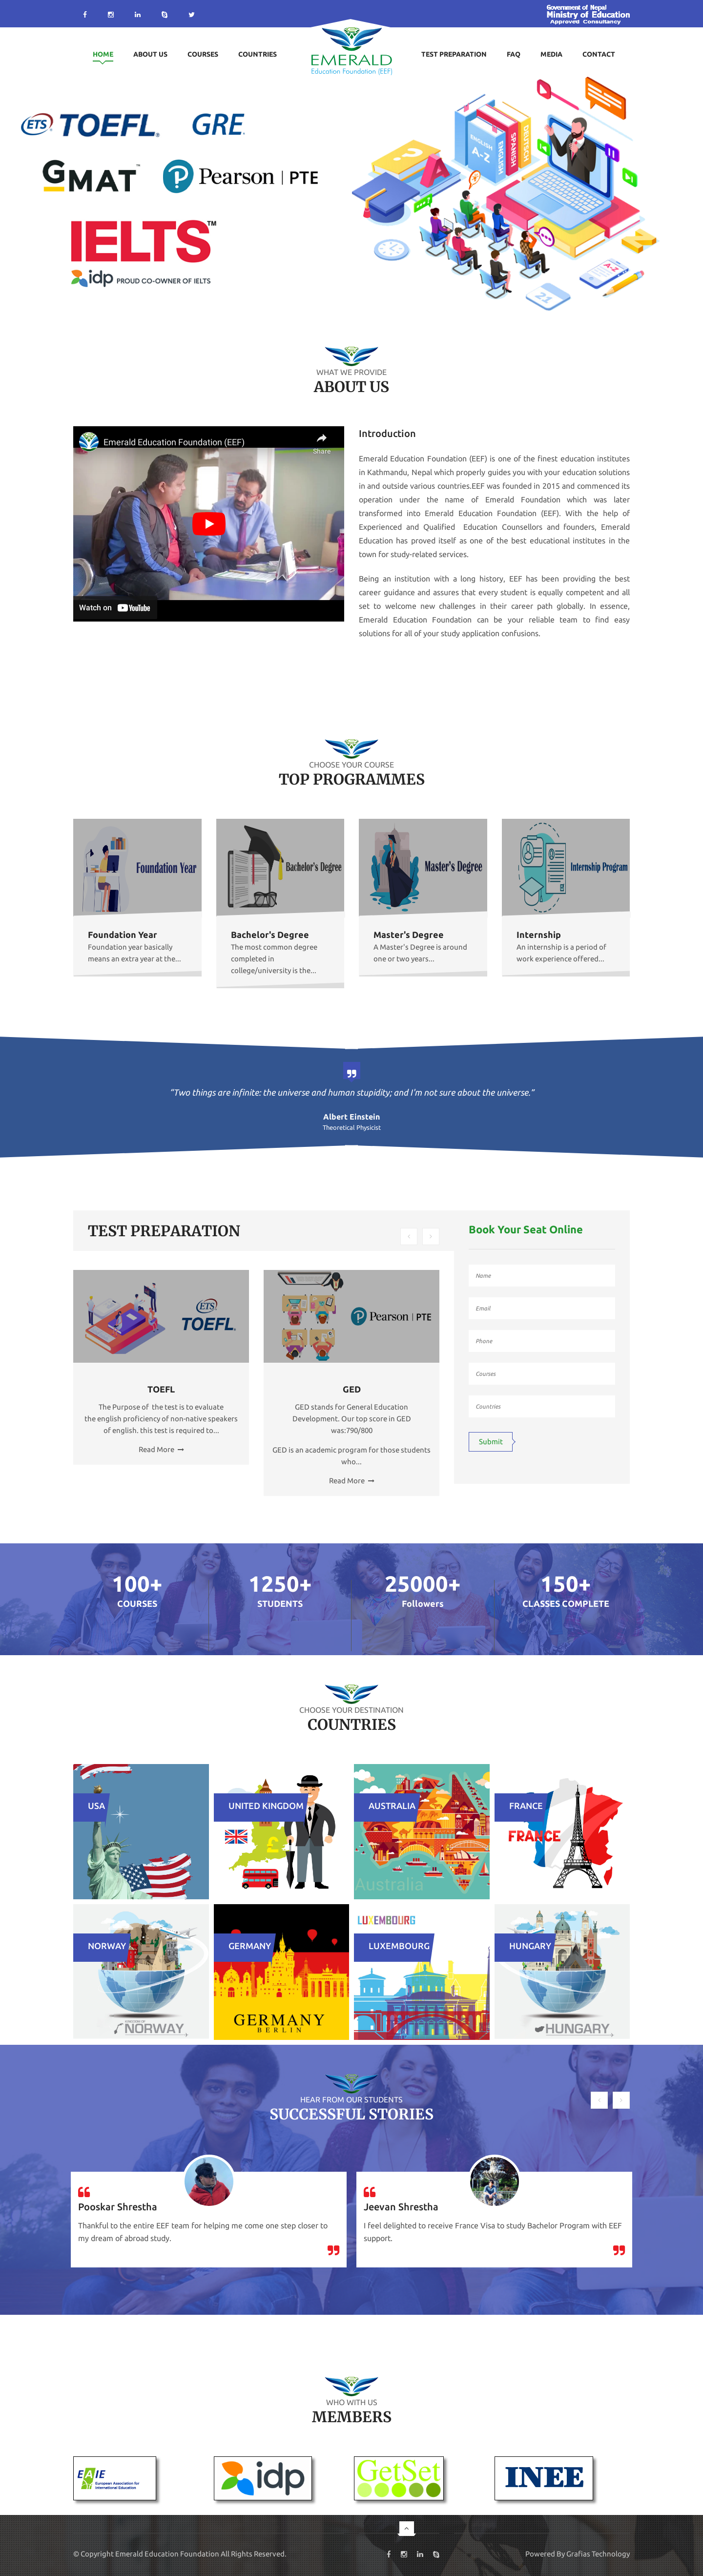 Government of Nepal
Ministry of Education
Approved Consultancy
HOME
ABOUT US
COURSES
COUNTRIES
EMERALD
Education Foundation (EEF)
TEST PREPARATION
FAQ
MEDIA
CONTACT
ETS TOEFL
GRE
GMAT™
Pearson | PTE
IELTS™
idp PROUD CO-OWNER OF IELTS
ENGLISH
A-Z
SPANISH
ENGLISH
DEUTSCH
A
A-Z
21
WHAT WE PROVIDE
ABOUT US
Emerald Education Foundation (EEF)
Share
Watch on YouTube
Introduction
Emerald Education Foundation (EEF) is one of the finest education institutes
in Kathmandu, Nepal which properly guides you with your education solutions
in and outside various countries.EEF was founded in 2015 and commenced its
operation under the name of Emerald Foundation which was later
transformed into Emerald Education Foundation (EEF). With the help of
Experienced and Qualified Education Counsellors and founders, Emerald
Education has proved itself as one of the best educational institutes in the
town for study-related services.
Being an institution with a long history, EEF has been providing the best
career guidance and assures that every student is equally competent and all
set to welcome new challenges in their career path globally. In essence,
Emerald Education Foundation can be your reliable team to find easy
solutions for all of your study application confusions.
CHOOSE YOUR COURSE
TOP PROGRAMMES
Foundation Year
Bachelor's Degree
Master's Degree
Internship Program
Foundation Year
Foundation year basically
means an extra year at the...
Bachelor's Degree
The most common degree
completed in
college/university is the...
Master's Degree
A Master's Degree is around
one or two years...
Internship
An internship is a period of
work experience offered...
"Two things are infinite: the universe and human stupidity; and I'm not sure about the universe."
Albert Einstein
Theoretical Physicist
TEST PREPARATION
ETS
TOEFL
Pearson | PTE
TOEFL
The Purpose of the test is to evaluate
the english proficiency of non-native speakers
of english. this test is required to...
Read More
GED
GED stands for General Education
Development. Our top score in GED
was:790/800
GED is an academic program for those students
who...
Read More
Book Your Seat Online
Name
Email
Phone
Courses
Countries
Submit
100+
COURSES
1250+
STUDENTS
25000+
Followers
150+
CLASSES COMPLETE
CHOOSE YOUR DESTINATION
COUNTRIES
USA
UNITED KINGDOM
AUSTRALIA
Australia
FRANCE
FRANCE
NORWAY
NORWAY
GERMANY
GERMANY
BERLIN
LUXEMBOURG
LUXEMBOURG
HUNGARY
HUNGARY
HEAR FROM OUR STUDENTS
SUCCESSFUL STORIES
Pooskar Shrestha
Thankful to the entire EEF team for helping me come one step closer to
my dream of abroad study.
Jeevan Shrestha
I feel delighted to receive France Visa to study Bachelor Program with EEF
support.
WHO WITH US
MEMBERS
EAIE
European Association for
International Education
idp
GetSet
INEE
© Copyright Emerald Education Foundation All Rights Reserved.
Powered By Grafias Technology